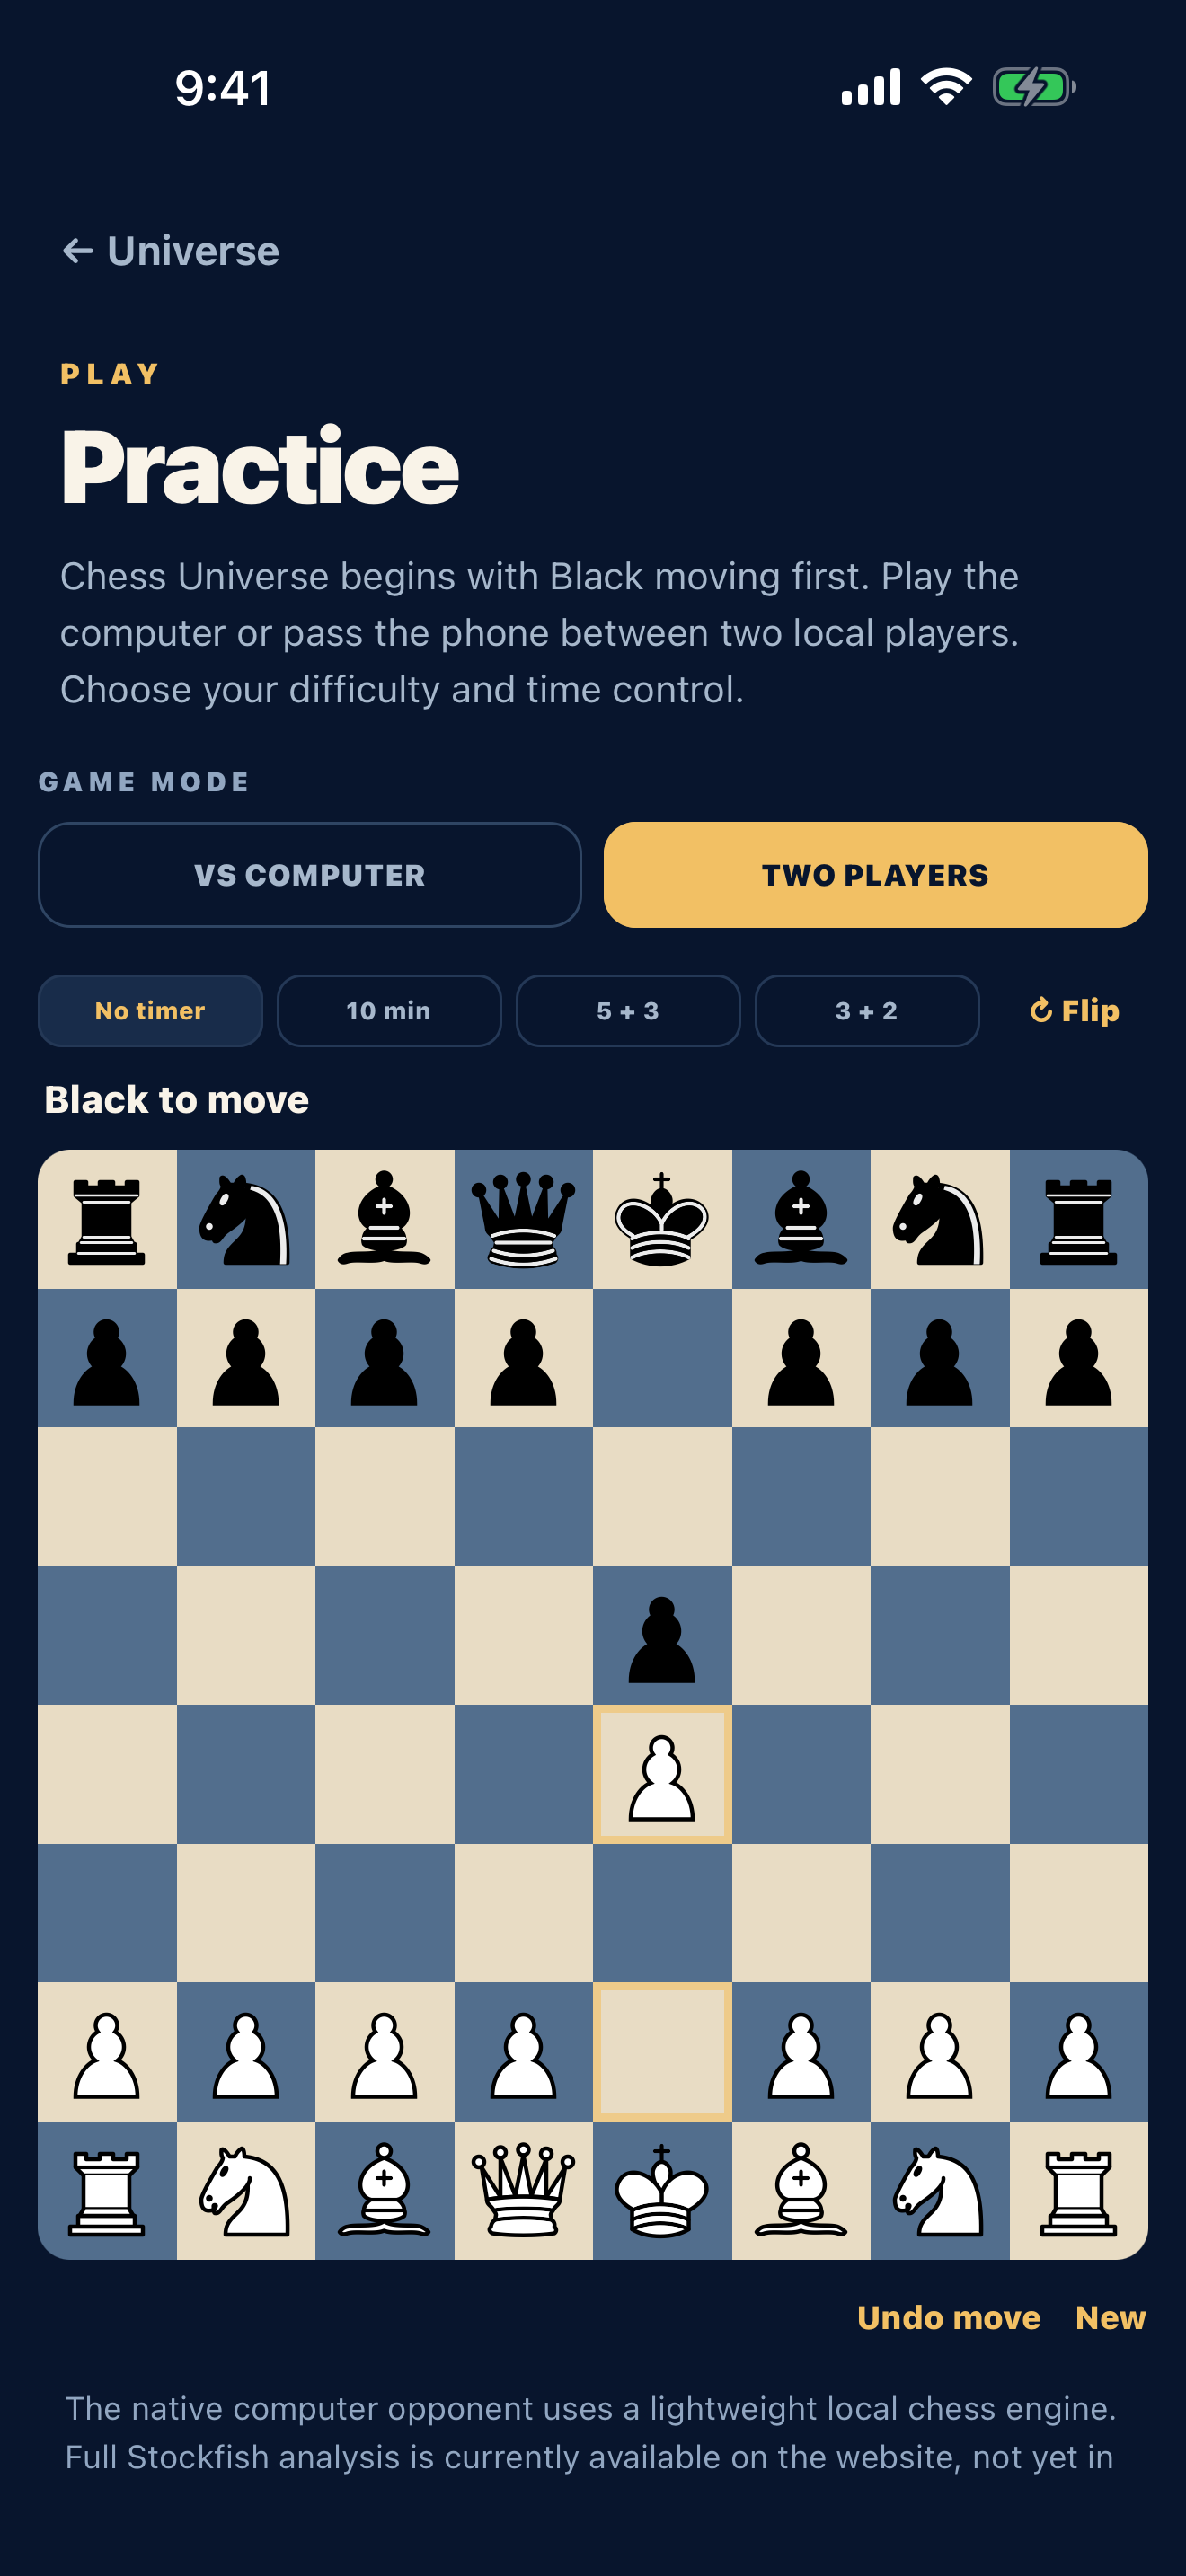 9:41
← Universe
PLAY
Practice
Chess Universe begins with Black moving first. Play the
computer or pass the phone between two local players.
Choose your difficulty and time control.
GAME MODE
VS COMPUTER
TWO PLAYERS
No timer
10 min
5 + 3
3 + 2
↻ Flip
Black to move
Undo move
New
The native computer opponent uses a lightweight local chess engine.
Full Stockfish analysis is currently available on the website, not yet in